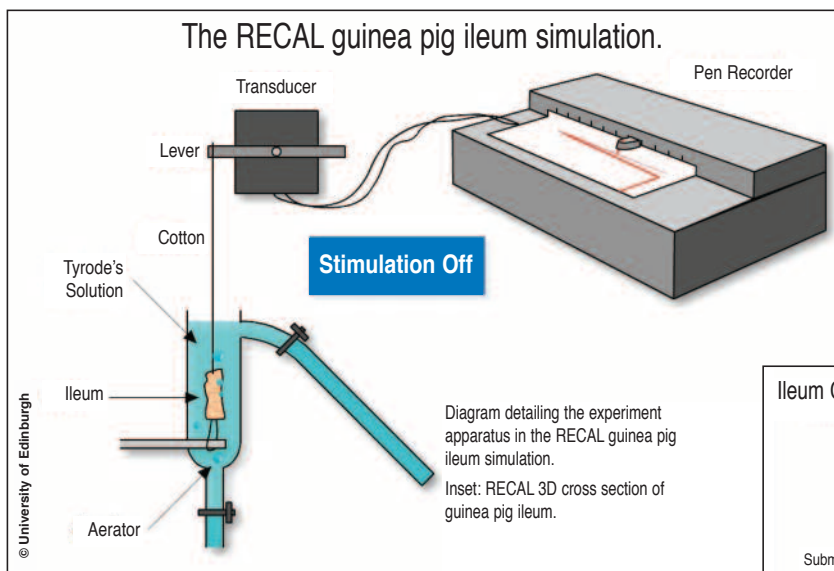 The RECAL guinea pig ileum simulation.
Transducer
Pen Recorder
Lever
Cotton
Stimulation Off
Tyrode's
Solution
Ileum
Aerator
Diagram detailing the experiment
apparatus in the RECAL guinea pig
ileum simulation.
Inset: RECAL 3D cross section of
guinea pig ileum.
© University of Edinburgh
Ileum